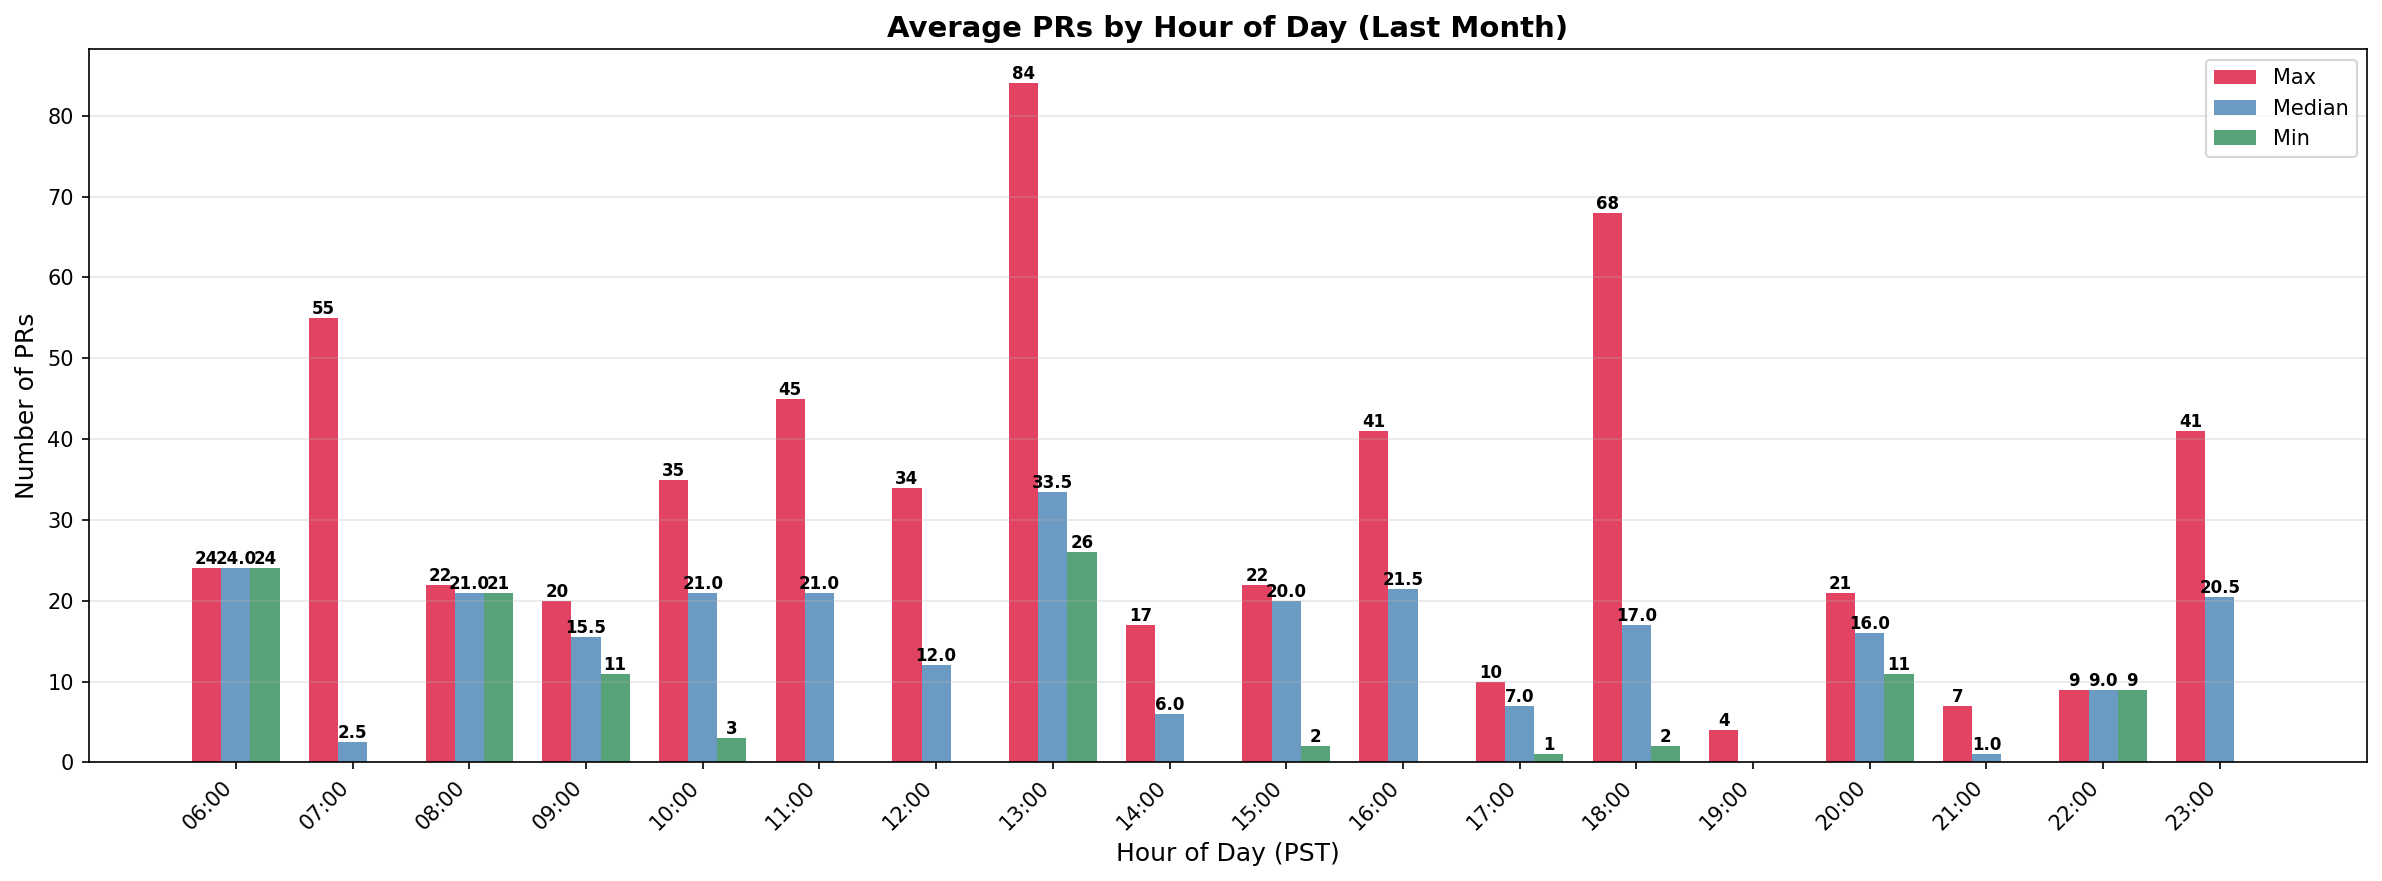 Average PRs by Hour of Day (Last Month)
Max
Median
Min
Number of PRs
80
70
60
50
40
30
20
10
0
24 24.0 24
55 2.5
22 21.0 21
20 15.5 11
35 21.0 3
45 21.0
34 12.0
84 33.5 26
17 6.0
22 20.0 2
41 21.5
10 7.0 1
68 17.0 2
4
21 16.0 11
7 1.0
9 9.0 9
41 20.5
06:00 07:00 08:00 09:00 10:00 11:00 12:00 13:00 14:00 15:00 16:00 17:00 18:00 19:00 20:00 21:00 22:00 23:00
Hour of Day (PST)